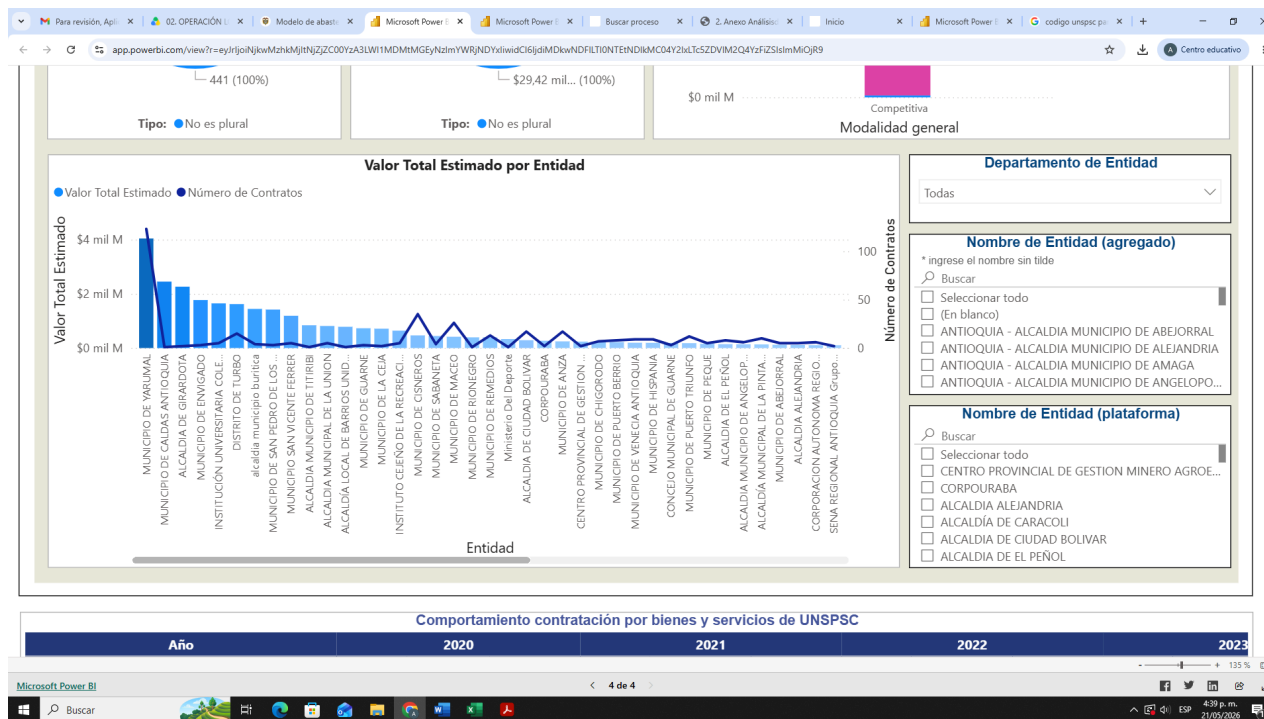 Para revisión, Apli
02. OPERACIÓN L
Modelo de abast
Microsoft Power B
Microsoft Power B
Buscar proceso
2. Anexo Análisis
Inicio
Microsoft Power B
codigo unspsc pa
app.powerbi.com/view?r=
Centro educativo
441 (100%)
Tipo: No es plural
$29,42 mil... (100%)
Tipo: No es plural
$0 mil M
Competitiva
Modalidad general
Valor Total Estimado por Entidad
Valor Total Estimado Número de Contratos
Valor Total Estimado
$4 mil M
$2 mil M
$0 mil M
100
50
0
Número de Contratos
MUNICIPIO DE YARUMAL
MUNICIPIO DE CALDAS ANTIOQUIA
ALCALDIA DE GIRARDOTA
MUNICIPIO DE ENVIGADO
INSTITUCIÓN UNIVERSITARIA COLE...
DISTRITO DE TURBO
alcaldia municipio buritica
MUNICIPIO DE SAN PEDRO DE LOS ...
MUNICIPIO SAN VICENTE FERRER
ALCALDIA MUNICIPIO DE TITIRIBI
ALCALDIA MUNICIPAL DE LA UNION
ALCALDÍA LOCAL DE BARRIOS UNID...
MUNICIPIO DE GUARNE
MUNICIPIO DE LA CEJA
INSTITUTO CEJEÑO DE LA RECREACI...
MUNICIPIO DE CISNEROS
MUNICIPIO DE SABANETA
MUNICIPIO DE MACEO
MUNICIPIO DE RIONEGRO
MUNICIPIO DE REMEDIOS
Ministerio Del Deporte
ALCALDIA DE CIUDAD BOLIVAR
CORPOURABA
MUNICIPIO DE ANZA
CENTRO PROVINCIAL DE GESTION ...
MUNICIPIO DE CHIGORODO
MUNICIPIO DE PUERTO BERRIO
MUNICIPIO DE VENECIA ANTIOQUIA
MUNICIPIO DE HISPANIA
CONCEJO MUNICIPAL DE GUARNE
MUNICIPIO DE PUERTO TRIUNFO
MUNICIPIO DE PEQUE
ALCALDIA DE EL PEÑOL
ALCALDIA MUNICIPIO DE ANGELOP...
ALCALDÍA MUNICIPAL DE LA PINTA...
MUNICIPIO DE ABEJORRAL
ALCALDIA ALEJANDRIA
CORPORACION AUTONOMA REGIO...
SENA REGIONAL ANTIOQUIA Grupo...
Entidad
Departamento de Entidad
Todas
Nombre de Entidad (agregado)
* ingrese el nombre sin tilde
Buscar
Seleccionar todo
(En blanco)
ANTIOQUIA - ALCALDIA MUNICIPIO DE ABEJORRAL
ANTIOQUIA - ALCALDIA MUNICIPIO DE ALEJANDRIA
ANTIOQUIA - ALCALDIA MUNICIPIO DE AMAGA
ANTIOQUIA - ALCALDIA MUNICIPIO DE ANGELOPO...
Nombre de Entidad (plataforma)
Buscar
Seleccionar todo
CENTRO PROVINCIAL DE GESTION MINERO AGROE...
CORPOURABA
ALCALDIA ALEJANDRIA
ALCALDÍA DE CARACOLI
ALCALDIA DE CIUDAD BOLIVAR
ALCALDIA DE EL PEÑOL
Comportamiento contratación por bienes y servicios de UNSPSC
Año 2020 2021 2022 2023
- + 135 %
Microsoft Power BI
4 de 4
Buscar
ESP
4:39 p. m.
21/05/2026